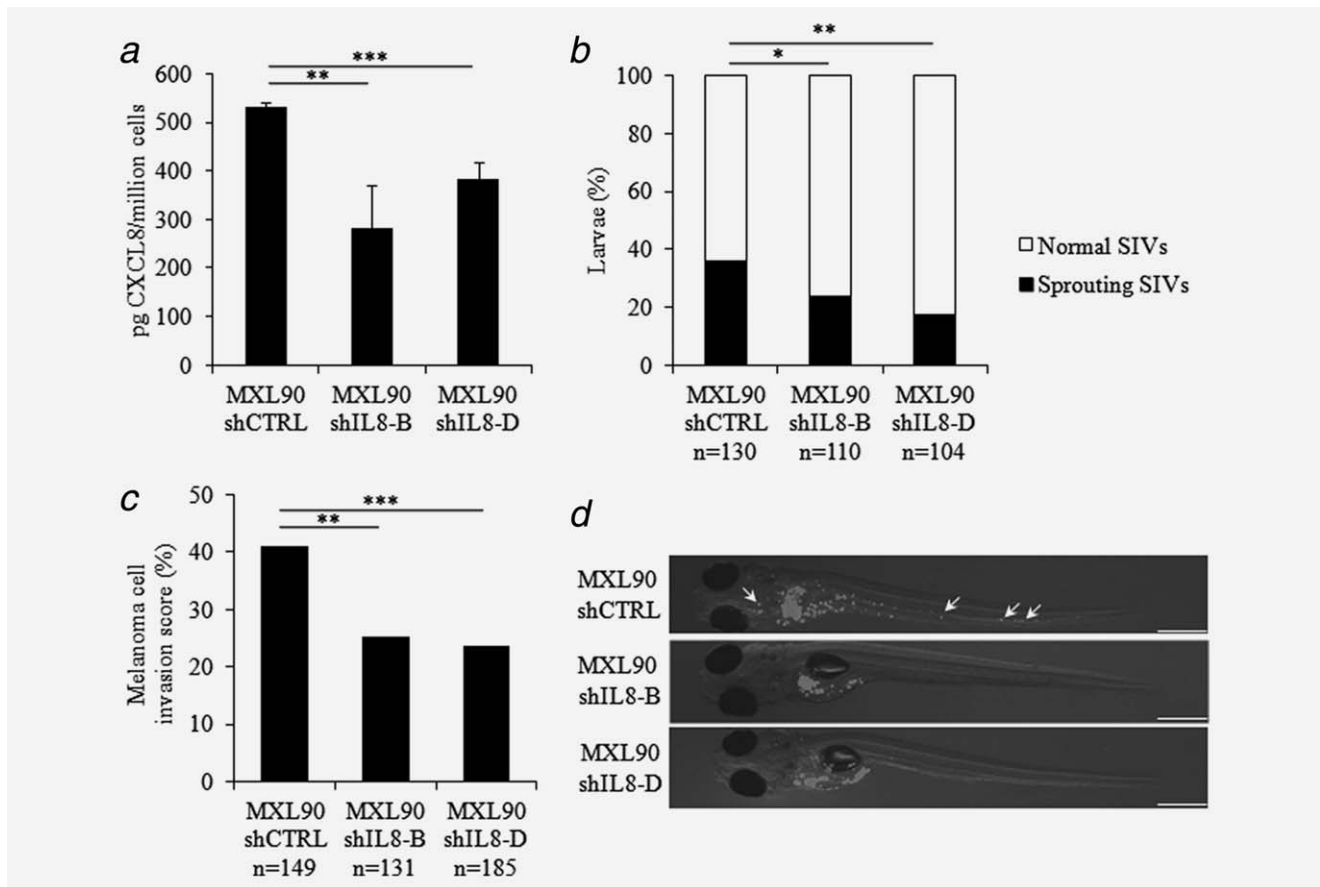 a
***
**
600
500
400
300
200
100
0
pg CXCL8/million cells
MXL90 MXL90 MXL90
shCTRL shIL8-B shIL8-D
b
**
*
100
80
60
40
20
0
Larvae (%)
MXL90 MXL90 MXL90
shCTRL shIL8-B shIL8-D
n=130 n=110 n=104
Normal SIVs
Sprouting SIVs
c
***
**
50
40
30
20
10
0
Melanoma cell
invasion score (%)
MXL90 MXL90 MXL90
shCTRL shIL8-B shIL8-D
n=149 n=131 n=185
d
MXL90
shCTRL
MXL90
shIL8-B
MXL90
shIL8-D